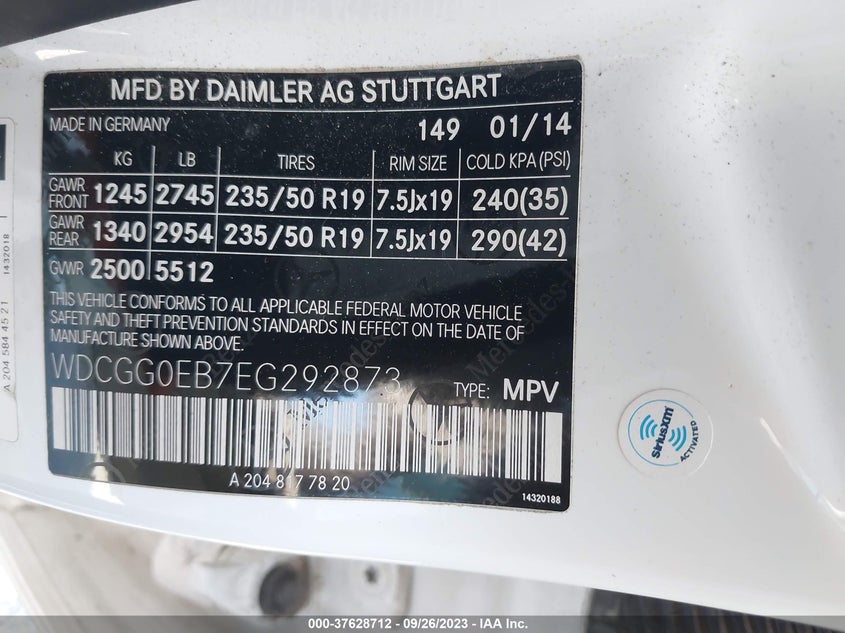 MFD BY DAIMLER AG STUTTGART
MADE IN GERMANY 149 01/14
KG LB TIRES RIM SIZE COLD KPA (PSI)
GAWR FRONT 1245 2745 235/50 R19 7.5Jx19 240(35)
GAWR REAR 1340 2954 235/50 R19 7.5Jx19 290(42)
GVWR 2500 5512
THIS VEHICLE CONFORMS TO ALL APPLICABLE FEDERAL MOTOR VEHICLE
SAFETY AND THEFT PREVENTION STANDARDS IN EFFECT ON THE DATE OF
MANUFACTURE SHOWN ABOVE.
WDCGG0EB7EG292873 TYPE: MPV
A 204 817 78 20
14320188
A 204 584 45 21
1432018
siriusxm
ACTIVATED
Mercedes-Benz
000-37628712 - 09/26/2023 - IAA Inc.